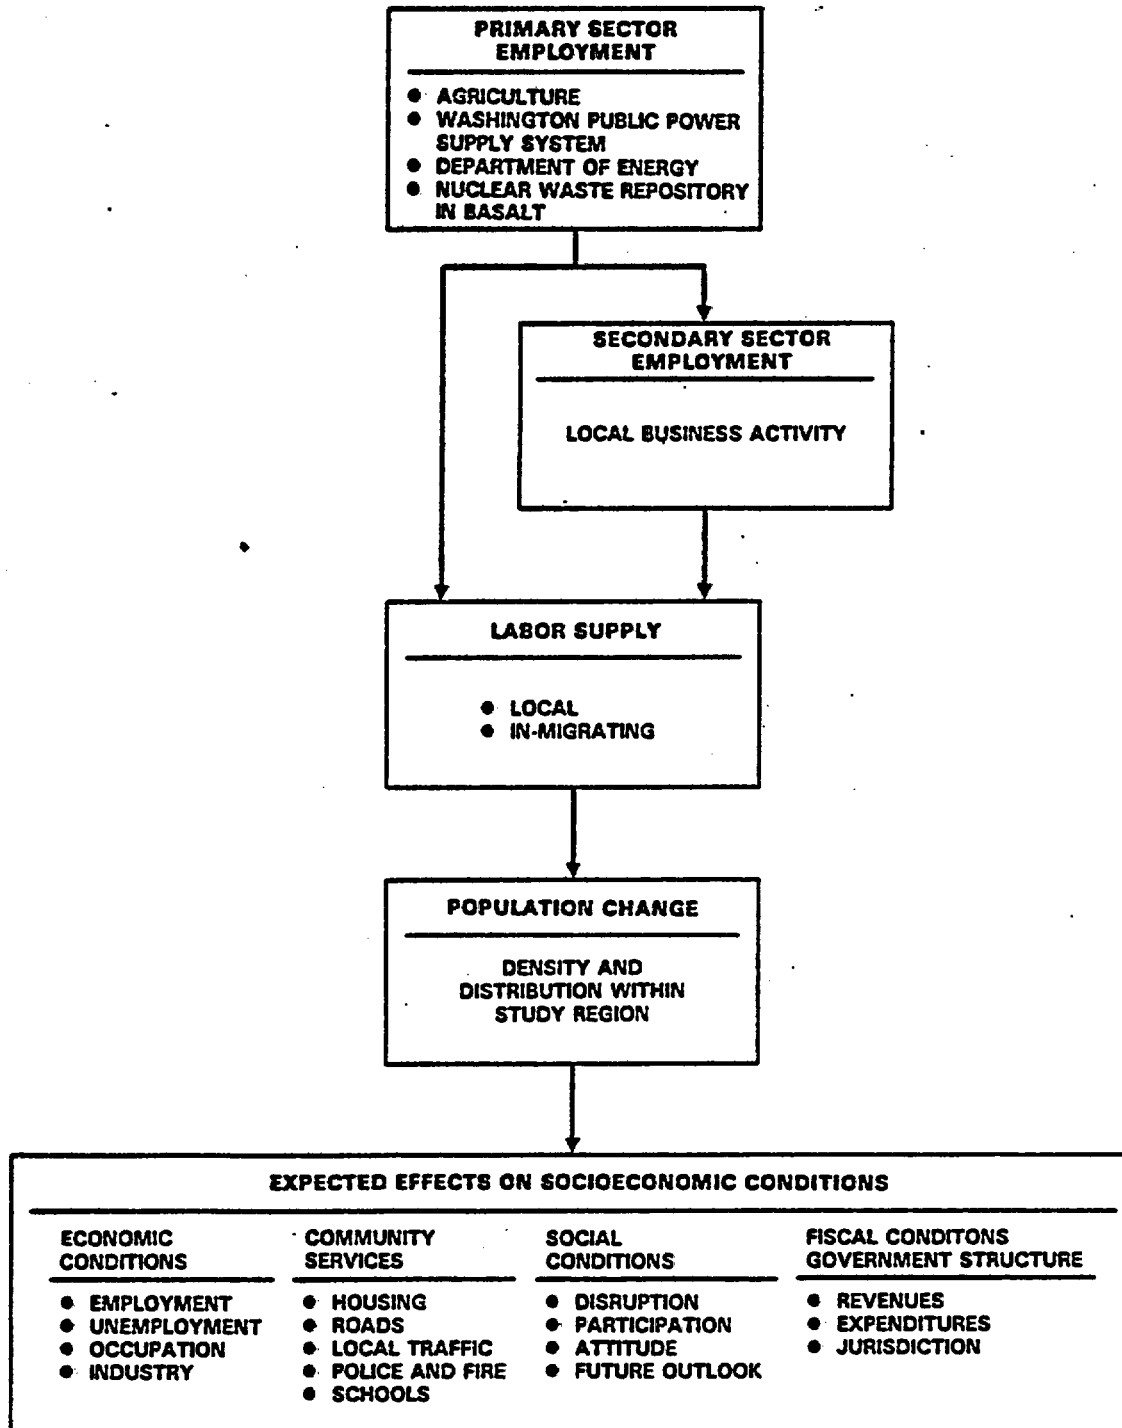 PRIMARY SECTOR
EMPLOYMENT
● AGRICULTURE
● WASHINGTON PUBLIC POWER
SUPPLY SYSTEM
● DEPARTMENT OF ENERGY
● NUCLEAR WASTE REPOSITORY
IN BASALT
SECONDARY SECTOR
EMPLOYMENT
LOCAL BUSINESS ACTIVITY
LABOR SUPPLY
● LOCAL
● IN-MIGRATING
POPULATION CHANGE
DENSITY AND
DISTRIBUTION WITHIN
STUDY REGION
EXPECTED EFFECTS ON SOCIOECONOMIC CONDITIONS
ECONOMIC
CONDITIONS
● EMPLOYMENT
● UNEMPLOYMENT
● OCCUPATION
● INDUSTRY
COMMUNITY
SERVICES
● HOUSING
● ROADS
● LOCAL TRAFFIC
● POLICE AND FIRE
● SCHOOLS
SOCIAL
CONDITIONS
● DISRUPTION
● PARTICIPATION
● ATTITUDE
● FUTURE OUTLOOK
FISCAL CONDITONS
GOVERNMENT STRUCTURE
● REVENUES
● EXPENDITURES
● JURISDICTION